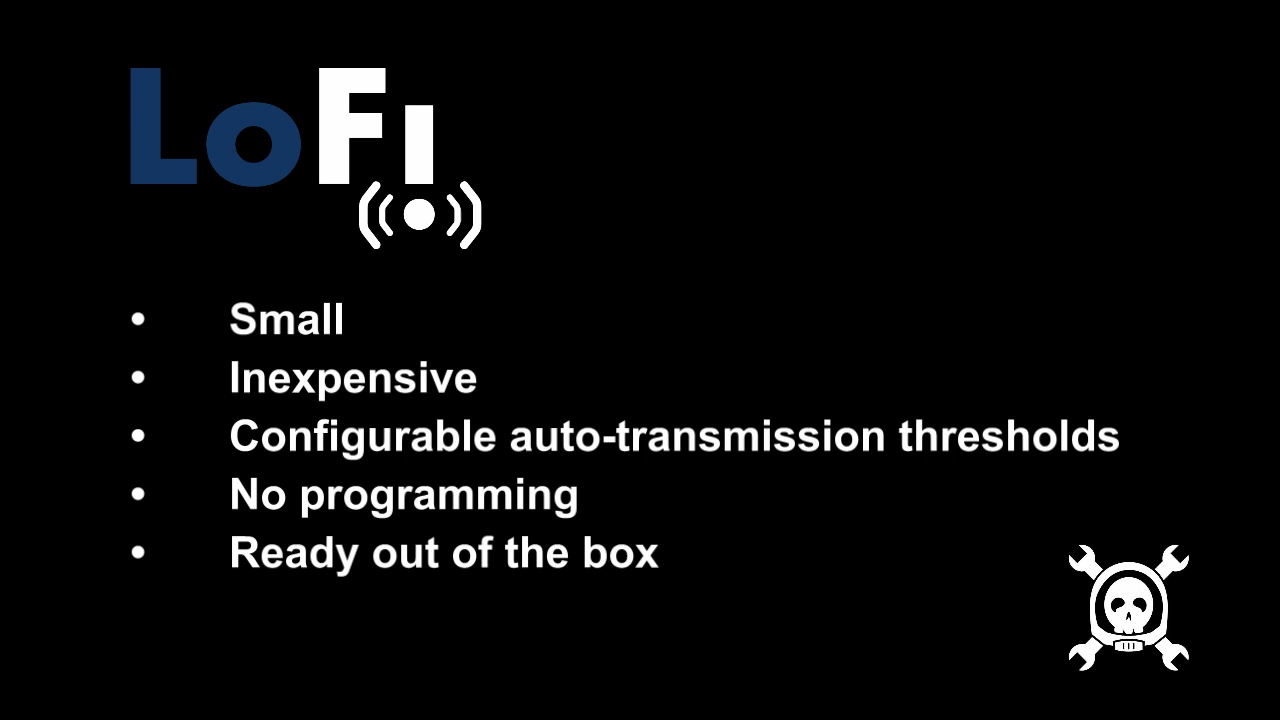 LoFi
• Small
• Inexpensive
• Configurable auto-transmission thresholds
• No programming
• Ready out of the box